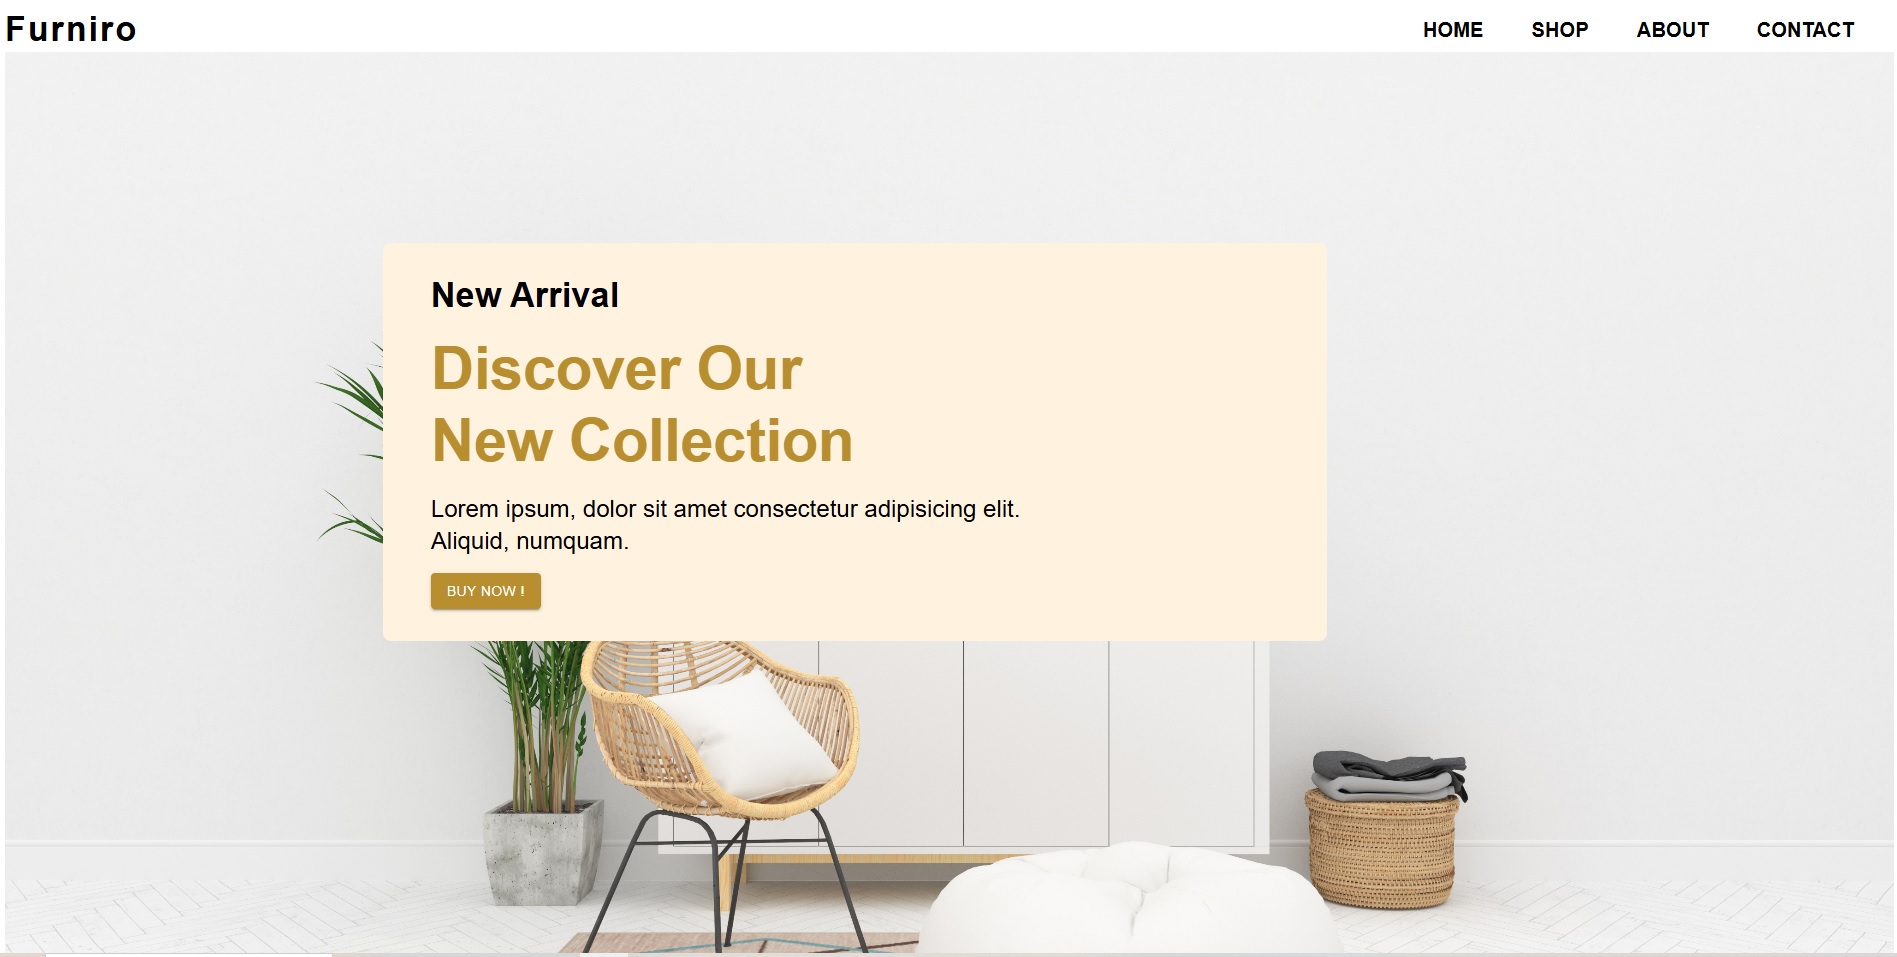 Furniro
HOME SHOP ABOUT CONTACT
New Arrival
Discover Our
New Collection
Lorem ipsum, dolor sit amet consectetur adipisicing elit.
Aliquid, numquam.
BUY NOW !